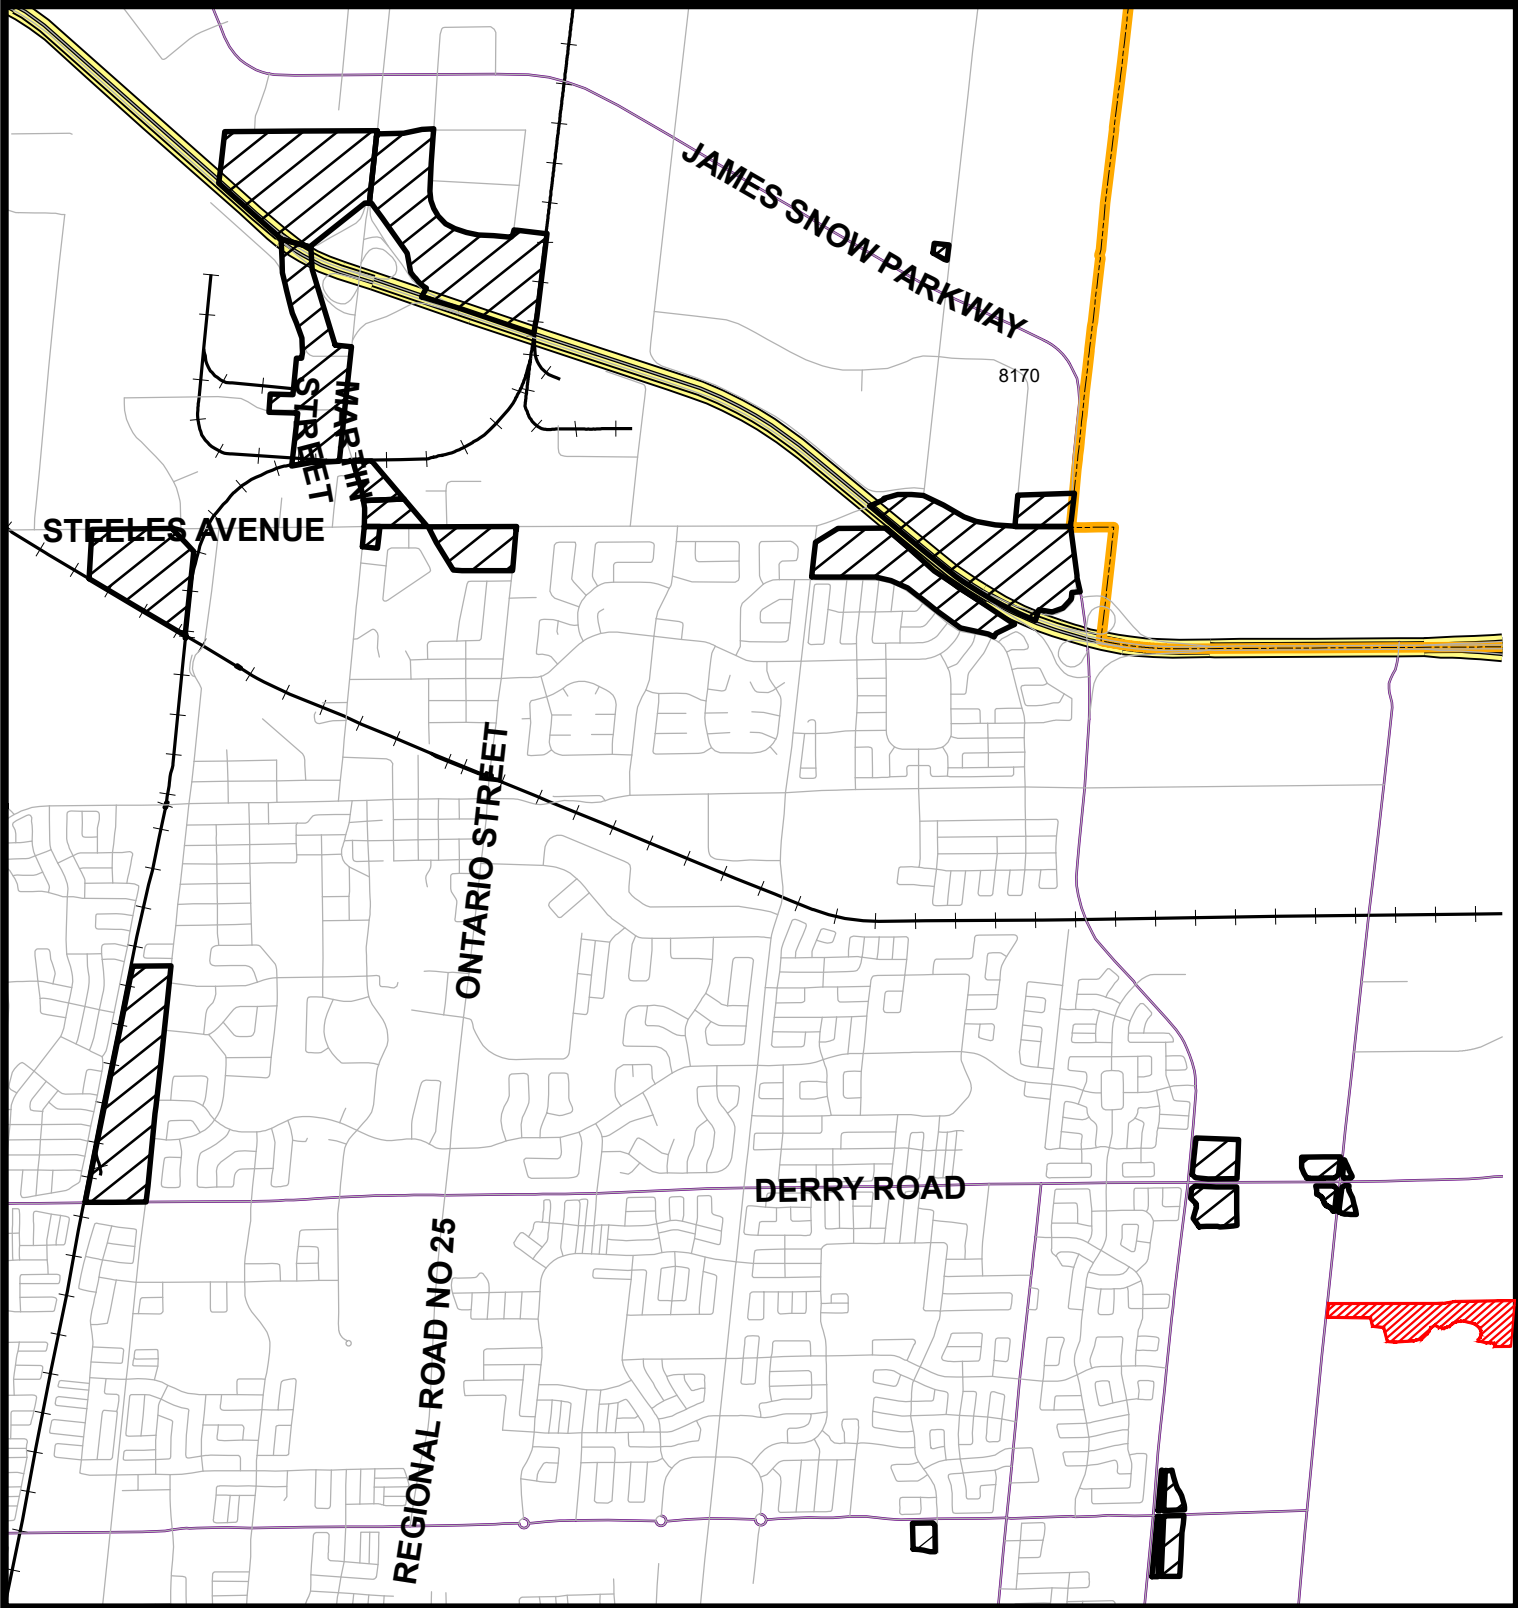 JAMES SNOW PARKWAY
8170
MARTIN
STREET
STEELES AVENUE
ONTARIO STREET
DERRY ROAD
REGIONAL ROAD NO 25